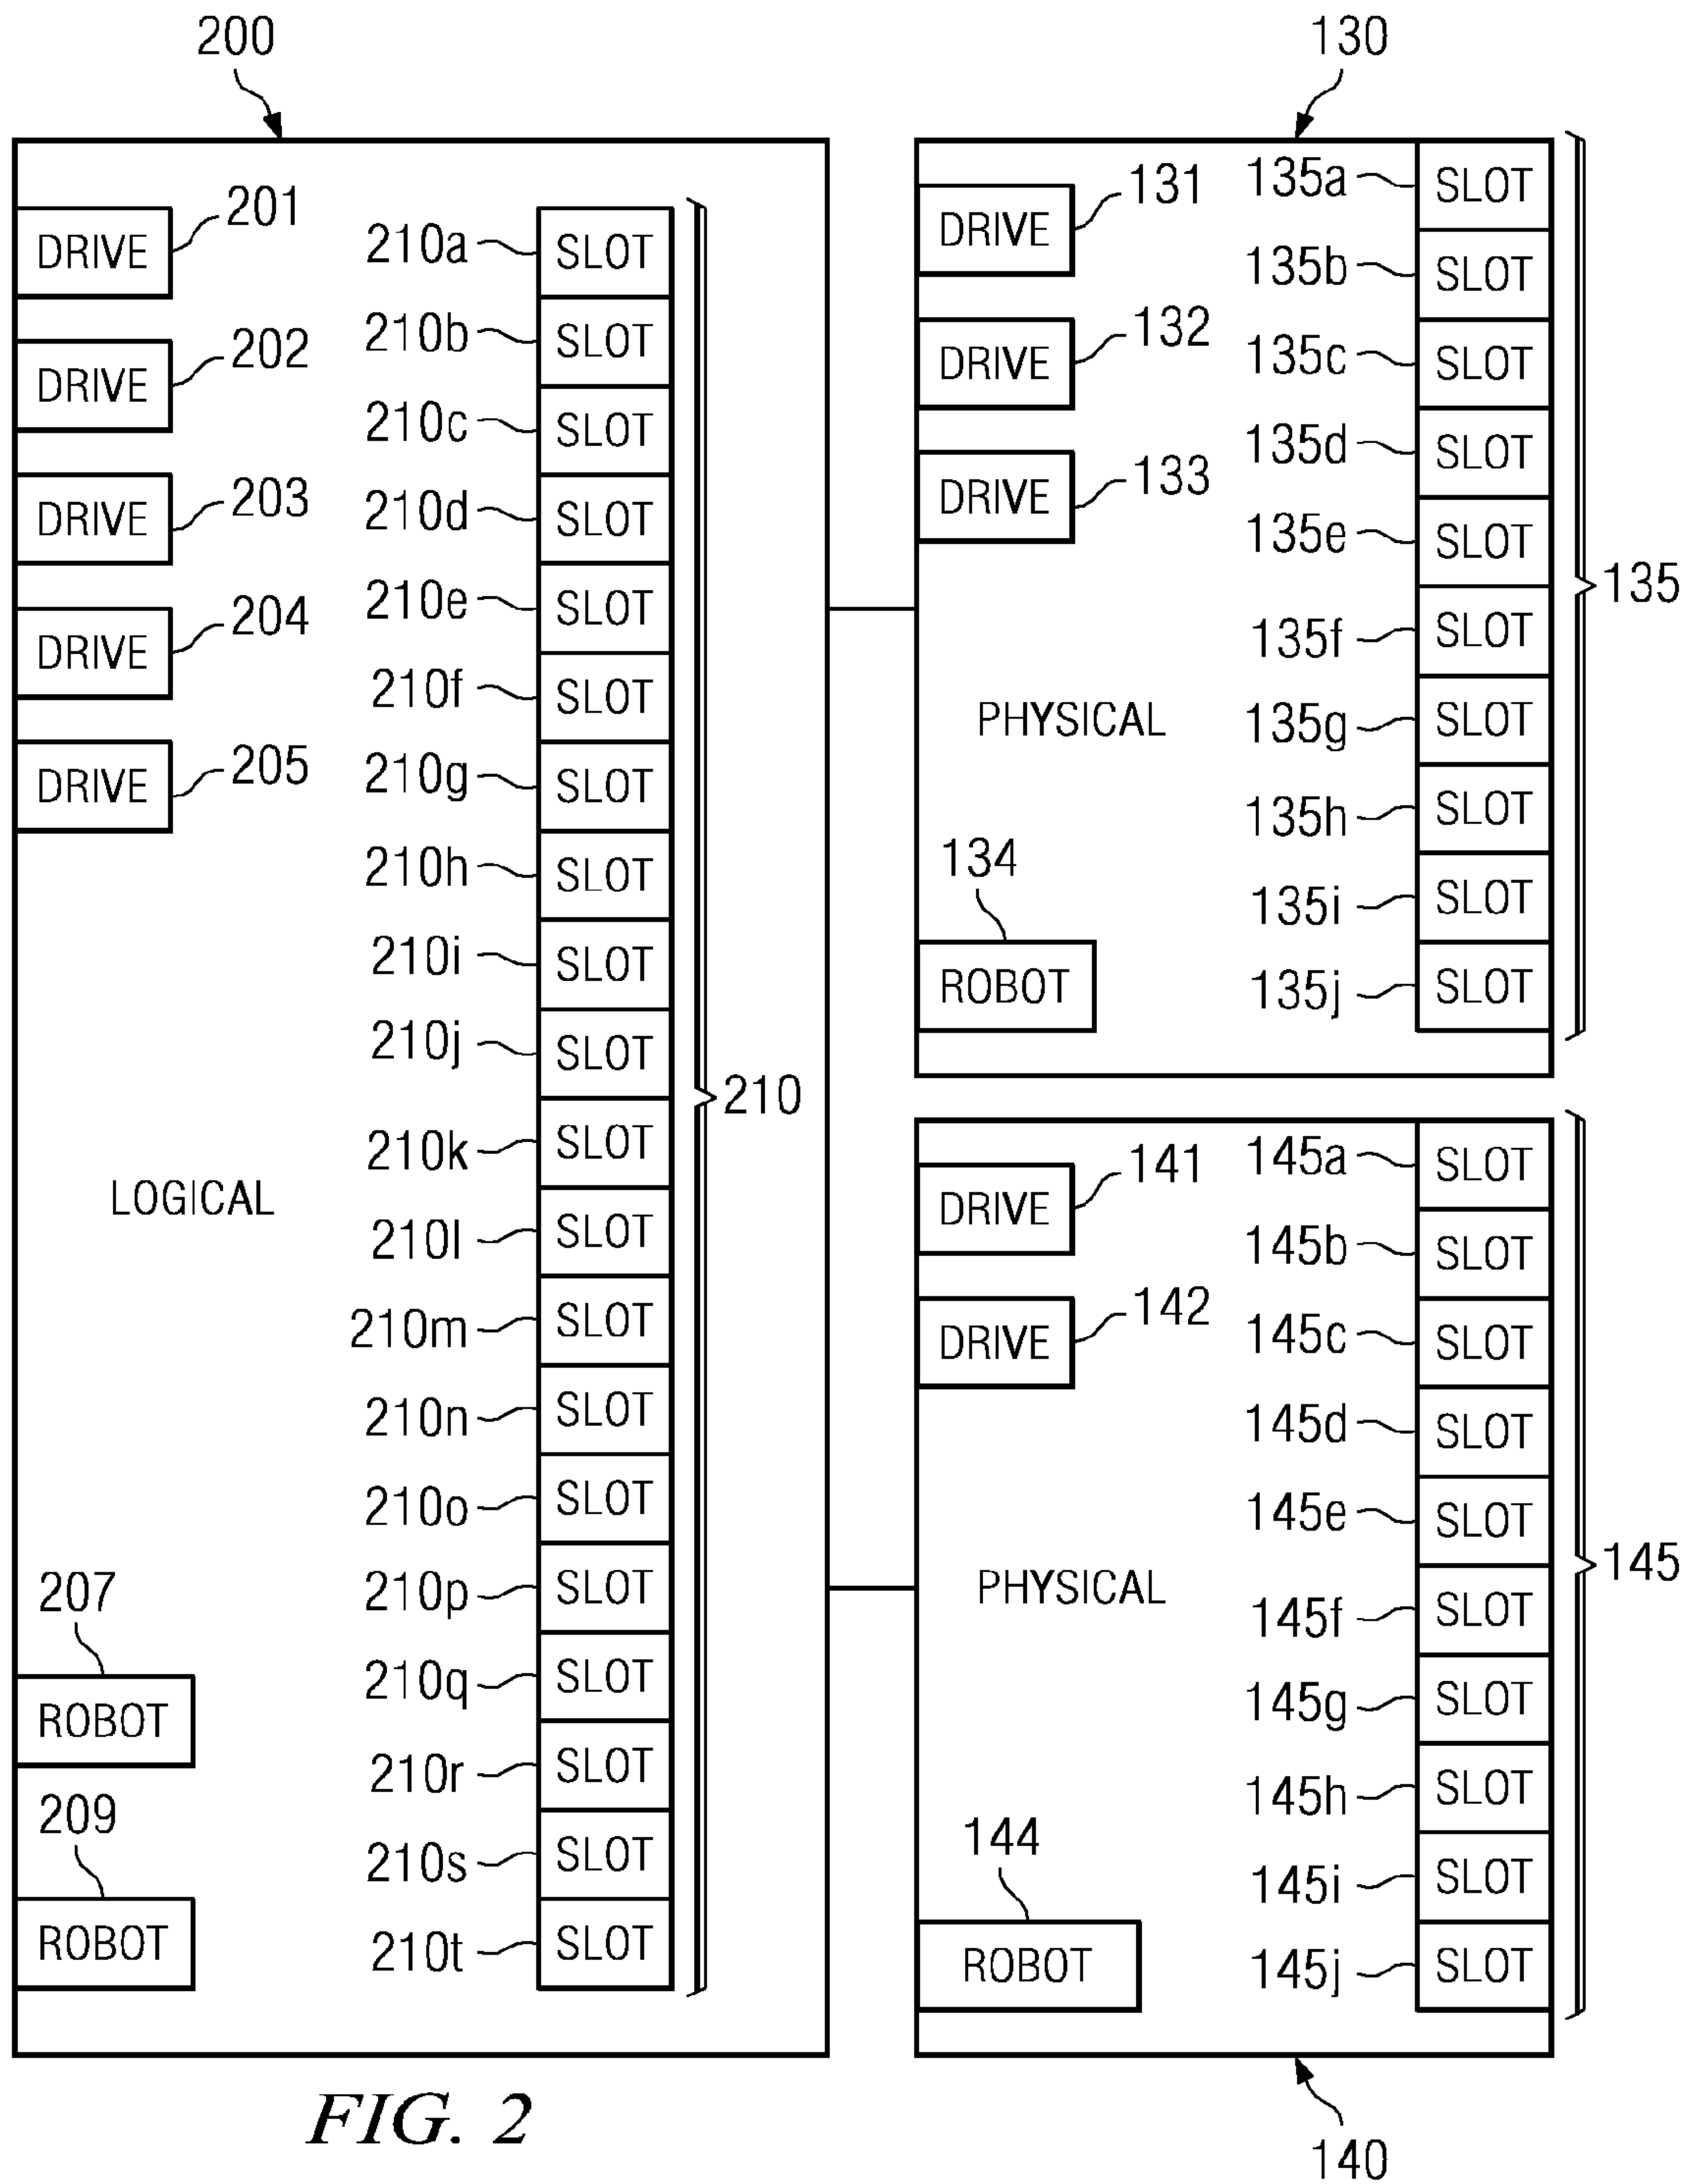 200
130
201
DRIVE
202
DRIVE
203
DRIVE
204
DRIVE
205
DRIVE
LOGICAL
207
ROBOT
209
ROBOT
210a SLOT
210b SLOT
210c SLOT
210d SLOT
210e SLOT
210f SLOT
210g SLOT
210h SLOT
210i SLOT
210j SLOT
210k SLOT
210l SLOT
210m SLOT
210n SLOT
210o SLOT
210p SLOT
210q SLOT
210r SLOT
210s SLOT
210t SLOT
210
131
DRIVE
132
DRIVE
133
DRIVE
PHYSICAL
134
ROBOT
135a SLOT
135b SLOT
135c SLOT
135d SLOT
135e SLOT
135f SLOT
135g SLOT
135h SLOT
135i SLOT
135j SLOT
135
141
DRIVE
142
DRIVE
PHYSICAL
144
ROBOT
145a SLOT
145b SLOT
145c SLOT
145d SLOT
145e SLOT
145f SLOT
145g SLOT
145h SLOT
145i SLOT
145j SLOT
145
140
FIG. 2